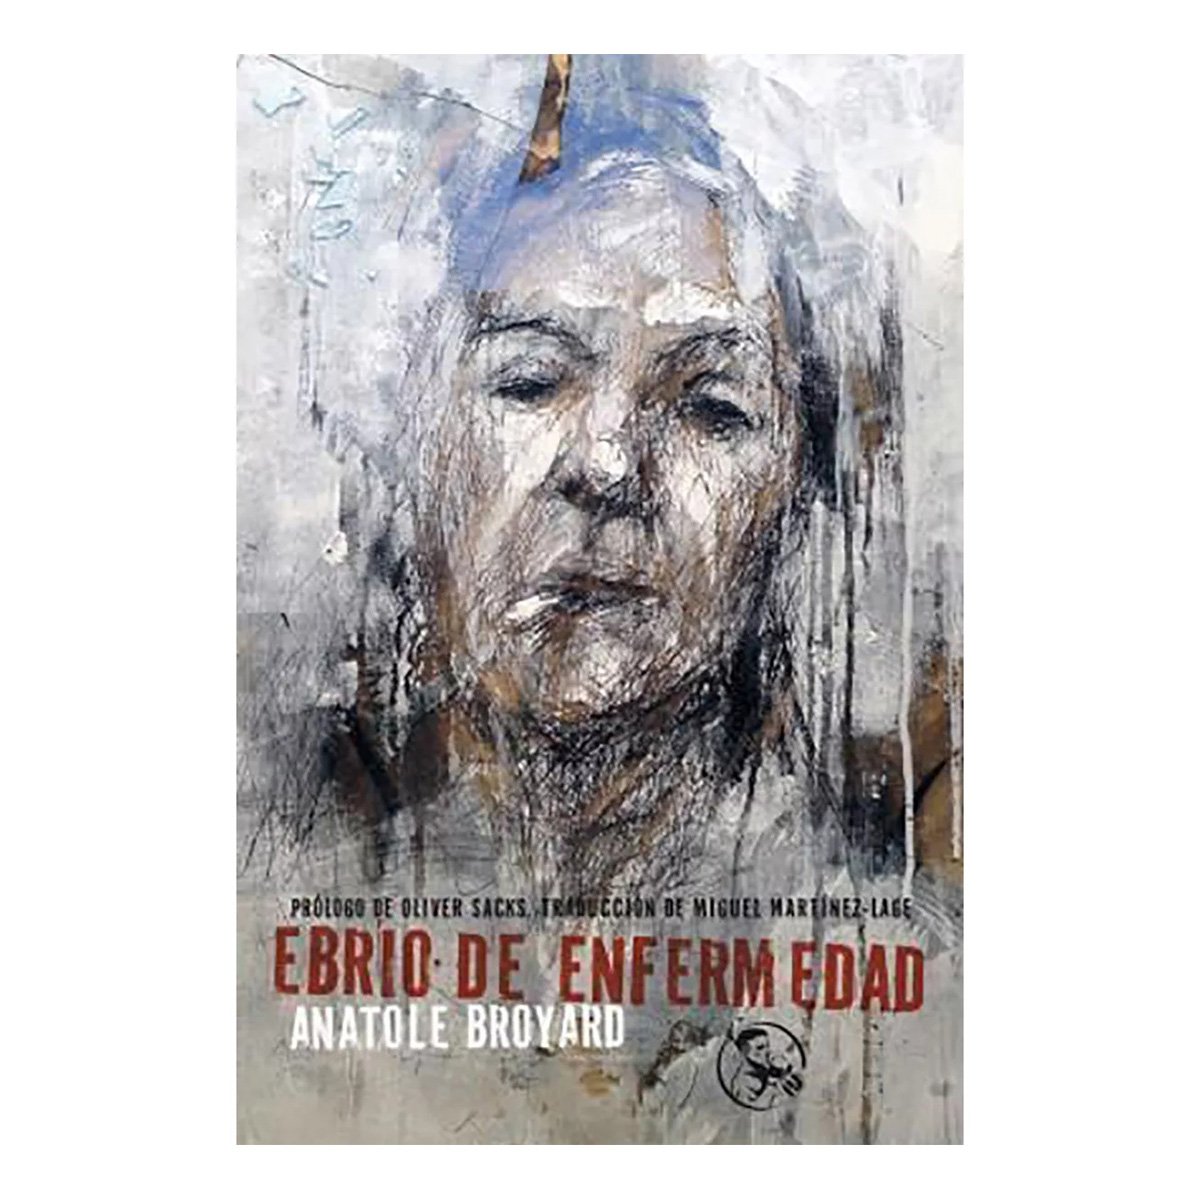 PRÓLOGO DE OLIVER SACKS. TRADUCCIÓN DE MIGUEL MARTÍNEZ-LAGE
EBRIO DE ENFERMEDAD
ANATOLE BROYARD